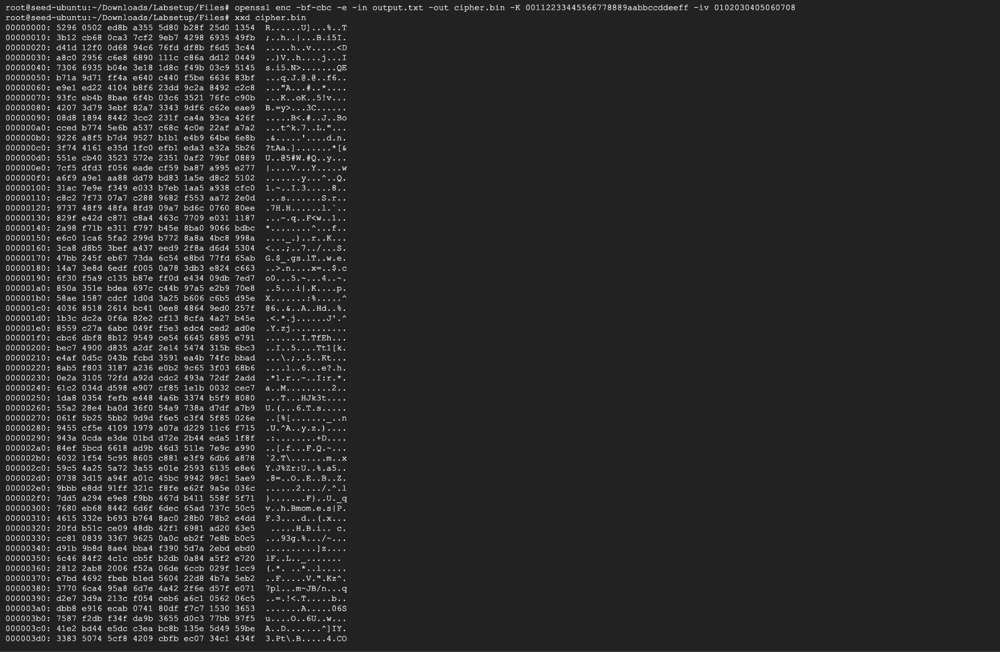 root@seed-ubuntu:~/Downloads/Labsetup/Files# openssl enc -bf-cbc -e -in output.txt -out cipher.bin -K 00112233445566778889aabbccddeeff -iv 0102030405060708
root@seed-ubuntu:~/Downloads/Labsetup/Files# xxd cipher.bin
00000000: 5296 0502 ed8b a355 5d80 b28f 25d0 1354  R......U]...%..T
00000010: 3b12 cb68 0ca3 7cf2 9eb7 4298 6935 49fb  ;..h..|...B.i5I.
00000020: d41d 12f0 0d68 94c6 76fd df8b f6d5 3c44  .....h..v.....<D
00000030: a8c0 2956 c6e8 6890 111c c86a dd12 0449  ..)V..h....j...I
00000040: 7306 6935 b04e 3e18 1d8c f49b 03c9 5145  s.i5.N>.......QE
00000050: b71a 9d71 ff4a e640 c440 f5be 6636 83bf  ...q.J.@.@..f6..
00000060: e9e1 ed22 4104 b8f6 23dd 9c2a 8492 c2c8  ..."A...#..*....
00000070: 93fc eb4b 8bae 6f4b 03c6 3521 76fc c90b  ...K..oK..5!v...
00000080: 4207 3d79 3ebf 82a7 3343 9df6 c62e eae9  B.=y>...3C......
00000090: 08d8 1894 8442 3cc2 231f ca4a 93ca 426f  .....B<.#..J..Bo
000000a0: cced b774 5e6b a537 c68c 4c0e 22af a7a2  ...t^k.7..L."...
000000b0: 9226 a8f5 b7d4 9527 b1b1 e4b9 64be 6e8b  .&.....'....d.n.
000000c0: 3f74 4161 e35d 1fc0 efb1 eda3 e32a 5b26  ?tAa.].......*[&
000000d0: 551e cb40 3523 572e 2351 0af2 79bf 0889  U..@5#W.#Q..y...
000000e0: 7cf5 dfd3 f056 eade cf59 ba87 a995 e277  |....V...Y.....w
000000f0: a6f9 a9e1 aa88 dd79 bd83 1a5e d8c2 5102  .......y...^..Q.
00000100: 31ac 7e9e f349 e033 b7eb 1aa5 a938 cfc0  1.~..I.3.....8..
00000110: c8c2 7f73 07a7 c288 9682 f553 aa72 2e0d  ...s.......S.r..
00000120: 9737 48f9 48fa 8fd9 09a7 bd6c 0760 80ee  .7H.H......l.`..
00000130: 829f e42d c871 c8a4 463c 7709 e031 1187  ...-.q..F<w..1..
00000140: 2a98 f71b e311 f797 b45e 8ba0 9066 bdbc  *........^...f..
00000150: e6c0 1ca6 5fa2 299d b772 8a8a 4bc8 998a  ...._.)..r..K...
00000160: 3ca8 d8b5 3bef a437 eed9 2f8a d6d4 5304  <...;..7../...S.
00000170: 47bb 245f eb67 73da 6c54 e8bd 77fd 65ab  G.$_.gs.lT..w.e.
00000180: 14a7 3e8d 6edf f005 0a78 3db3 e824 c663  ..>.n....x=..$.c
00000190: 6f30 f5a9 c135 b87e ff0d e434 09db 7ed7  o0...5.~...4..~.
000001a0: 850a 351e bdea 697c c44b 97a5 e2b9 70e8  ..5...i|.K....p.
000001b0: 58ae 1587 cdcf 1d0d 3a25 b606 c6b5 d95e  X.......:%.....^
000001c0: 4036 8518 2614 bc41 0ee8 4864 9ed0 257f  @6..&..A..Hd..%.
000001d0: 1b3c dc2a 0f6a 82e2 cf13 8cfa 4a27 b45e  .<.*.j......J'.^
000001e0: 8559 c27a 6abc 049f f5e3 edc4 ced2 ad0e  .Y.zj...........
000001f0: cbc6 dbf8 8b12 9549 ce54 6645 6895 e791  .......I.TfEh...
00000200: bec7 4900 d835 a2df 2e14 5474 315b 6bc3  ..I..5....Tt1[k.
00000210: e4af 0d5c 043b fcbd 3591 ea4b 74fc bbad  ...\.;..5..Kt...
00000220: 8ab5 f803 3187 a236 e0b2 9c65 3f03 68b6  ....1..6...e?.h.
00000230: 0e2a 3105 72fd a92d cdc2 493a 72df 2add  .*1.r..-..I:r.*.
00000240: 61c2 034d d598 e907 cf85 1e1b 0032 cec7  a..M.........2..
00000250: 1da8 0354 fefb e448 4a6b 3374 b5f9 8080  ...T...HJk3t....
00000260: 55a2 28e4 ba0d 36f0 54a9 738a d7df a7b9  U.(...6.T.s.....
00000270: 061f 5b25 5bb2 9d9d f6e5 c3f4 5f85 026e  ..[%[......._..n
00000280: 9455 cf5e 4109 1979 a07a d229 11c6 f715  .U.^A..y.z.)....
00000290: 943a 0cda e3de 01bd d72e 2b44 eda5 1f8f  .:........+D....
000002a0: 84ef 5bcd 6618 ad9b 46d3 511e 7e9c a990  ..[.f...F.Q.~...
000002b0: 6032 1f54 5c95 8605 c881 e3f9 6db6 a878  `2.T\.......m..x
000002c0: 59c5 4a25 5a72 3a55 e01e 2593 6135 e8e6  Y.J%Zr:U..%.a5..
000002d0: 0738 3d15 a94f a01c 45bc 9942 98c1 5ae9  .8=..O..E..B..Z.
000002e0: 9bbb e8dd 91ff 321c f8fe e62f 9a5e 036c  ......2..../.^.l
000002f0: 7dd5 a294 e9e8 f9bb 467d b411 558f 5f71  }.......F}..U._q
00000300: 7680 eb68 8442 6d6f 6dec 65ad 737c 50c5  v..h.Bmom.e.s|P.
00000310: 4615 332e b693 b764 8ac0 28b0 78b2 e4dd  F.3....d..(.x...
00000320: 20fd b51c ce09 48db 42f1 6981 ad20 63e5   .....H.B.i.. c.
00000330: cc81 0839 3367 9625 0a0c eb2f 7e8b b0c5  ...93g.%.../~...
00000340: d91b 9b8d 8ae4 bba4 f390 5d7a 2ebd ebd0  ..........]z....
00000350: 6c46 84f2 4c1c cb5f b2db 0a84 a5f2 e720  lF..L.._.......
00000360: 2812 2ab8 2006 f52a 06de 6ccb 029f 1cc9  (.*. ..*..l.....
00000370: e7bd 4692 fbeb b1ed 5604 22d8 4b7a 5eb2  ..F.....V.".Kz^.
00000380: 3770 6ca4 95a8 6d7e 4a42 2f6e d57f e071  7pl...m~JB/n...q
00000390: d2e7 3d9a 213c f054 ceb6 a6c1 0562 06c5  ..=.!<.T.....b..
000003a0: dbb8 e916 ecab 0741 80df f7c7 1530 3653  .......A.....06S
000003b0: 7587 f2db f34f da9b 3655 d0c3 77bb 97f5  u....O..6U..w...
000003c0: 41e2 bd44 e5dc c3ea bc8b 135e 5d49 59be  A..D.......^]IY.
000003d0: 3383 5074 5cf8 4209 cbfb ec07 34c1 434f  3.Pt\.B.....4.CO